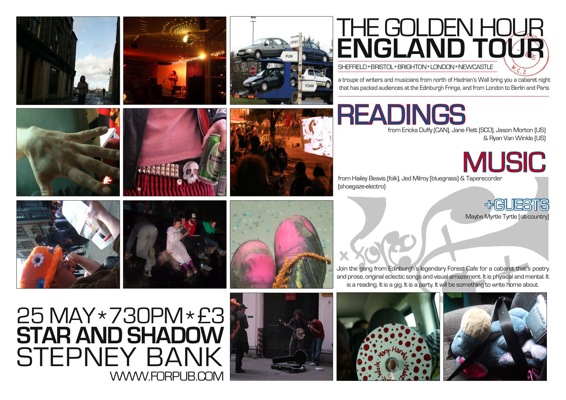 THE GOLDEN HOUR
ENGLAND TOUR
SHEFFIELD • BRISTOL • BRIGHTON • LONDON • NEWCASTLE
a troupe of writers and musicians from north of Hadrian's Wall bring you a cabaret night
that has packed audiences at the Edinburgh Fringe, and from London to Berlin and Paris
READINGS
from Ericka Duffy (CAN), Jane Flett (SCO), Jason Morton (US)
& Ryan Van Winkle (US)
MUSIC
from Hailey Beavis (folk), Jed Milroy (bluegrass) & Taperecorder
(shoegaze-electro)
+GUESTS
Maybe Myrtle Tyrtle (alt-country)
Join the gang from Edinburgh's legendary Forest Cafe for a cabaret that's poetry
and prose, original eclectic songs and visual amazement. It is physical and mental. It
is a reading. It is a gig. It is a party. It will be something to write home about.
25 MAY * 730PM * £3
STAR AND SHADOW
STEPNEY BANK
WWW.FORPUB.COM